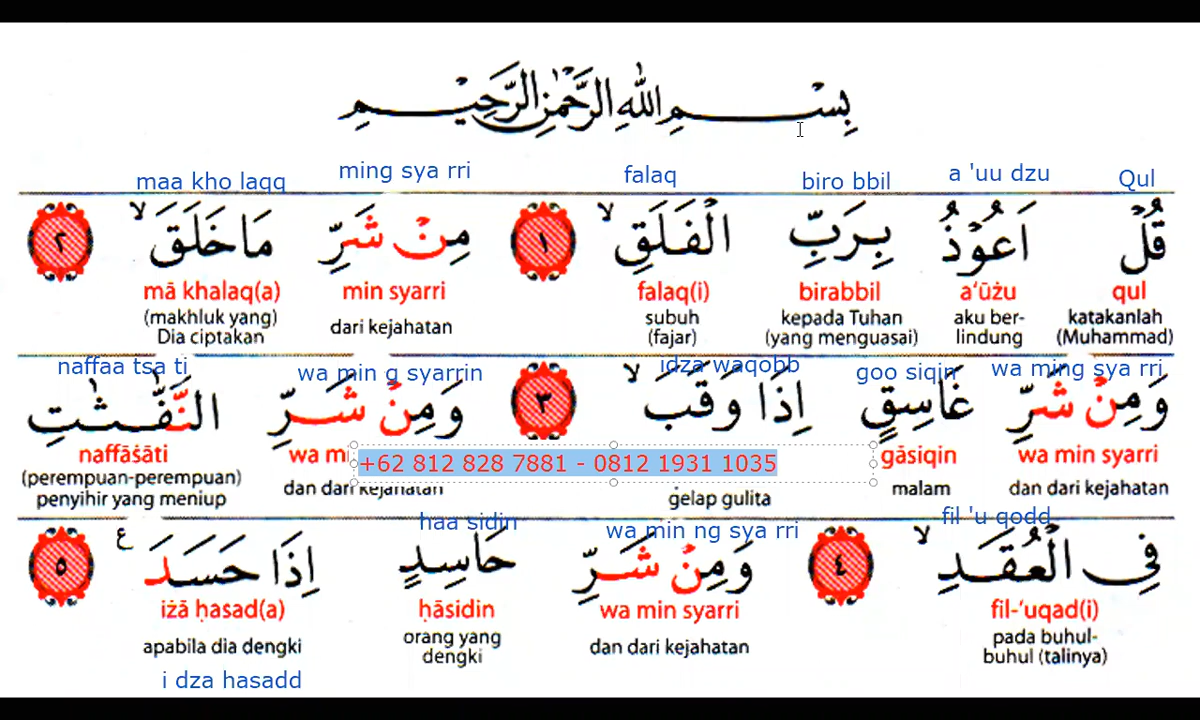 بِسْمِ اللهِ الرَّحْمٰنِ الرَّحِيْمِ
Qul a 'uu dzu biro bbil falaq ming sya rri maa kho laqq
قُلْ اَعُوْذُ بِرَبِّ الْفَلَقِۙ ١ مِنْ شَرِّ مَا خَلَقَۙ ٢
qul a'ūżu birabbil falaq(i) min syarri mā khalaq(a)
katakanlah (Muhammad) aku ber-lindung kepada Tuhan (yang menguasai) subuh (fajar) dari kejahatan (makhluk yang) Dia ciptakan
wa ming sya rri goo siqin idza waqobb wa min g syarrin naffaa tsa ti
وَمِنْ شَرِّ غَاسِقٍ اِذَا وَقَبَۙ ٣ وَمِنْ شَرِّ النَّفّٰثٰتِ
wa min syarri gāsiqin wa mi naffāśāti
+62 812 828 7881 - 0812 1931 1035
dan dari kejahatan malam gelap gulita dan dari kejahatan (perempuan-perempuan) penyihir yang meniup
fil 'u qodd wa min ng sya rri haa sidin
فِى الْعُقَدِۙ ٤ وَمِنْ شَرِّ حَاسِدٍ اِذَا حَسَدَ ࣖ ٥
fil-'uqad(i) wa min syarri ḥāsidin iżā ḥasad(a)
pada buhul-buhul (talinya) dan dari kejahatan orang yang dengki apabila dia dengki
i dza hasadd